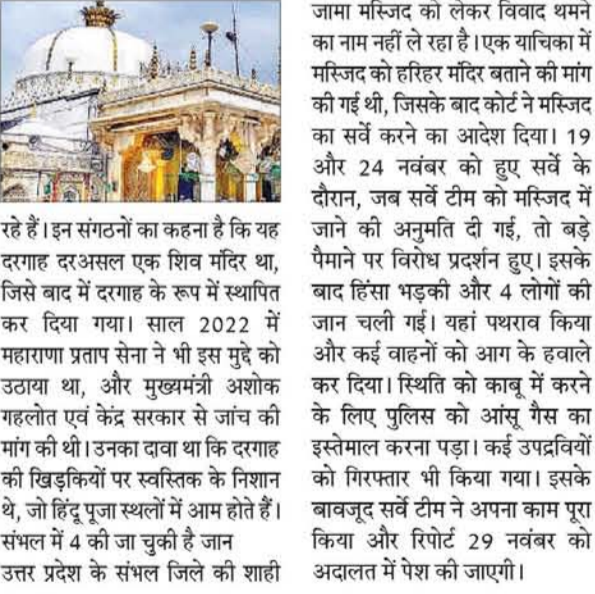 रहे हैं। इन संगठनों का कहना है कि यह
दरगाह दरअसल एक शिव मंदिर था,
जिसे बाद में दरगाह के रूप में स्थापित
कर दिया गया। साल 2022 में
महाराणा प्रताप सेना ने भी इस मुद्दे को
उठाया था, और मुख्यमंत्री अशोक
गहलोत एवं केंद्र सरकार से जांच की
मांग की थी। उनका दावा था कि दरगाह
की खिड़कियों पर स्वस्तिक के निशान
थे, जो हिंदू पूजा स्थलों में आम होते हैं।
संभल में 4 की जा चुकी है जान
उत्तर प्रदेश के संभल जिले की शाही
जामा मस्जिद को लेकर विवाद थमने
का नाम नहीं ले रहा है। एक याचिका में
मस्जिद को हरिहर मंदिर बताने की मांग
की गई थी, जिसके बाद कोर्ट ने मस्जिद
का सर्वे करने का आदेश दिया। 19
और 24 नवंबर को हुए सर्वे के
दौरान, जब सर्वे टीम को मस्जिद में
जाने की अनुमति दी गई, तो बड़े
पैमाने पर विरोध प्रदर्शन हुए। इसके
बाद हिंसा भड़की और 4 लोगों की
जान चली गई। यहां पथराव किया
और कई वाहनों को आग के हवाले
कर दिया। स्थिति को काबू में करने
के लिए पुलिस को आंसू गैस का
इस्तेमाल करना पड़ा। कई उपद्रवियों
को गिरफ्तार भी किया गया। इसके
बावजूद सर्वे टीम ने अपना काम पूरा
किया और रिपोर्ट 29 नवंबर को
अदालत में पेश की जाएगी।